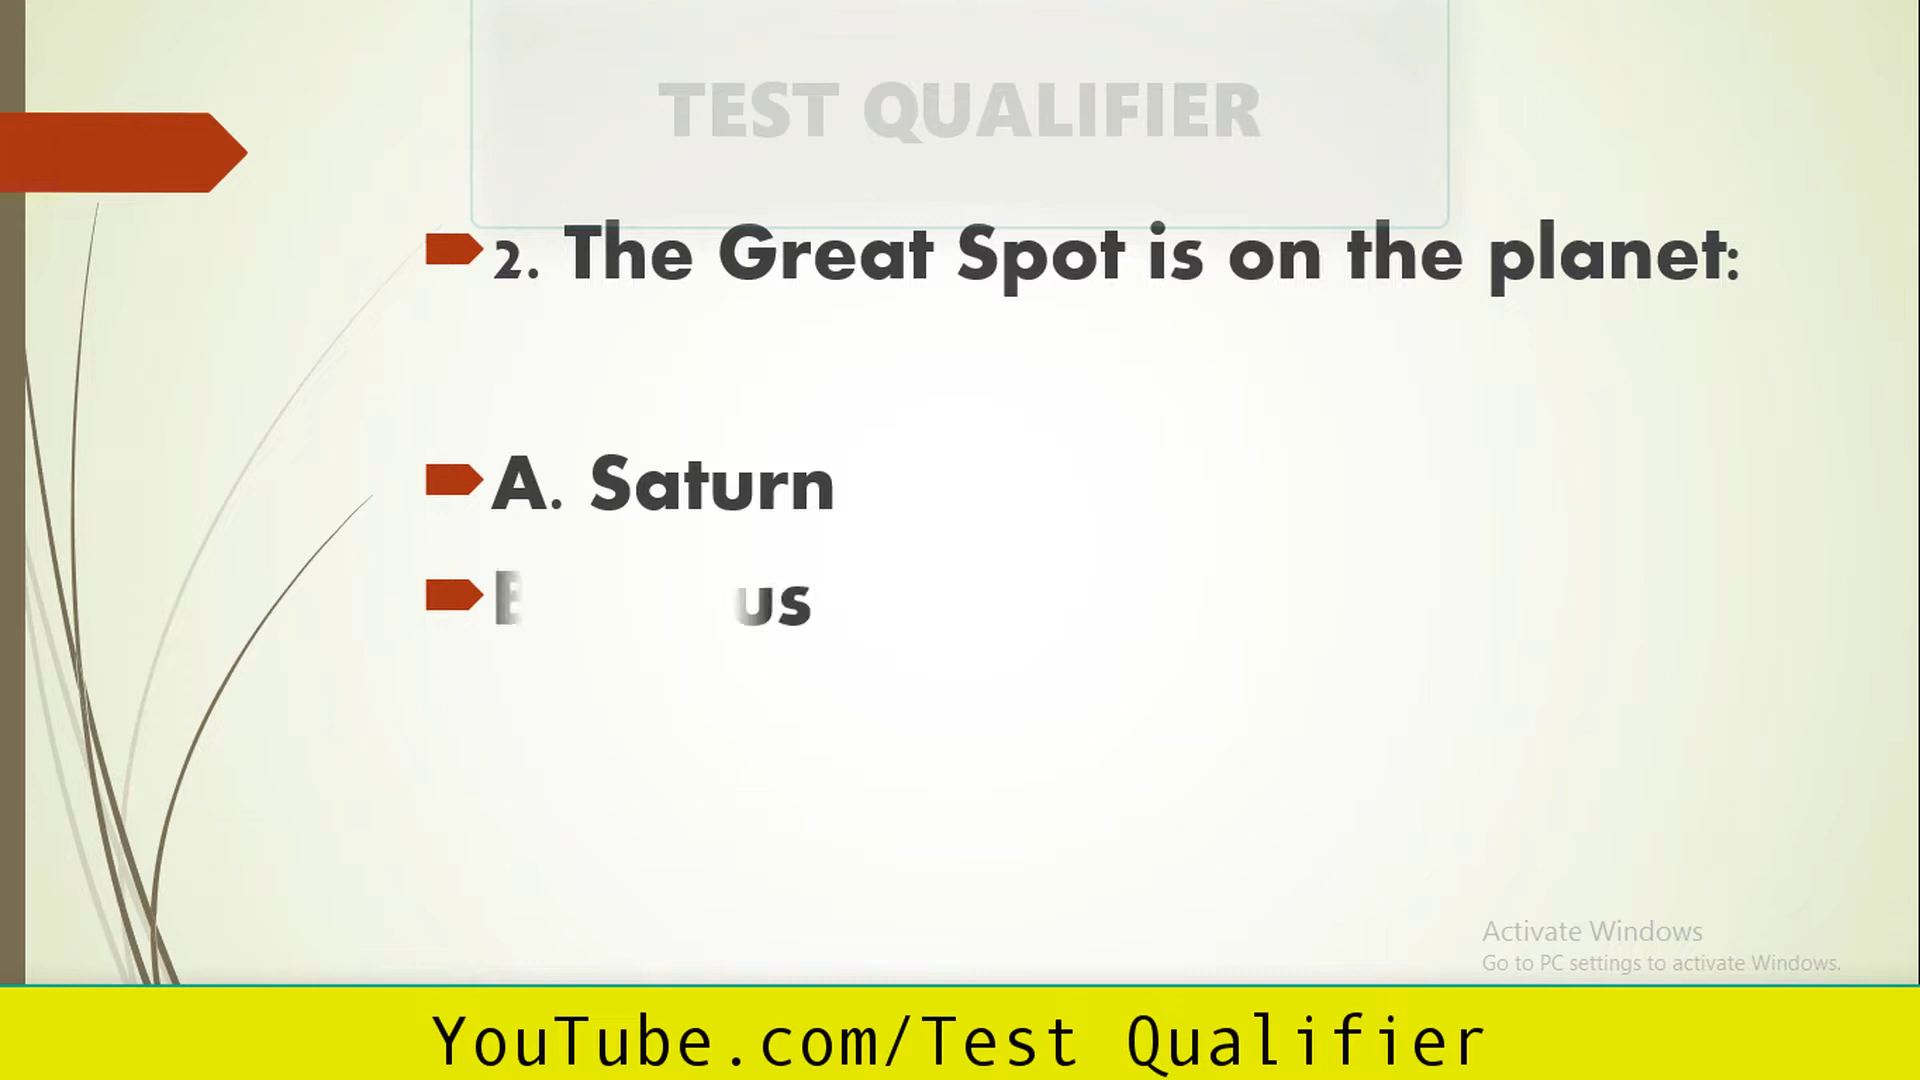 TEST QUALIFIER
2. The Great Spot is on the planet:
A. Saturn
Activate Windows
Go to PC settings to activate Windows.
YouTube.com/Test Qualifier